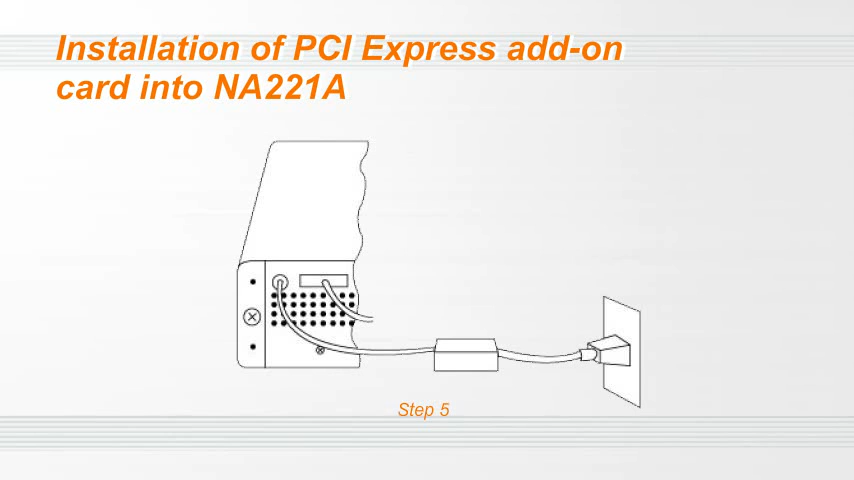 Installation of PCI Express add-on
card into NA221A
Step 5